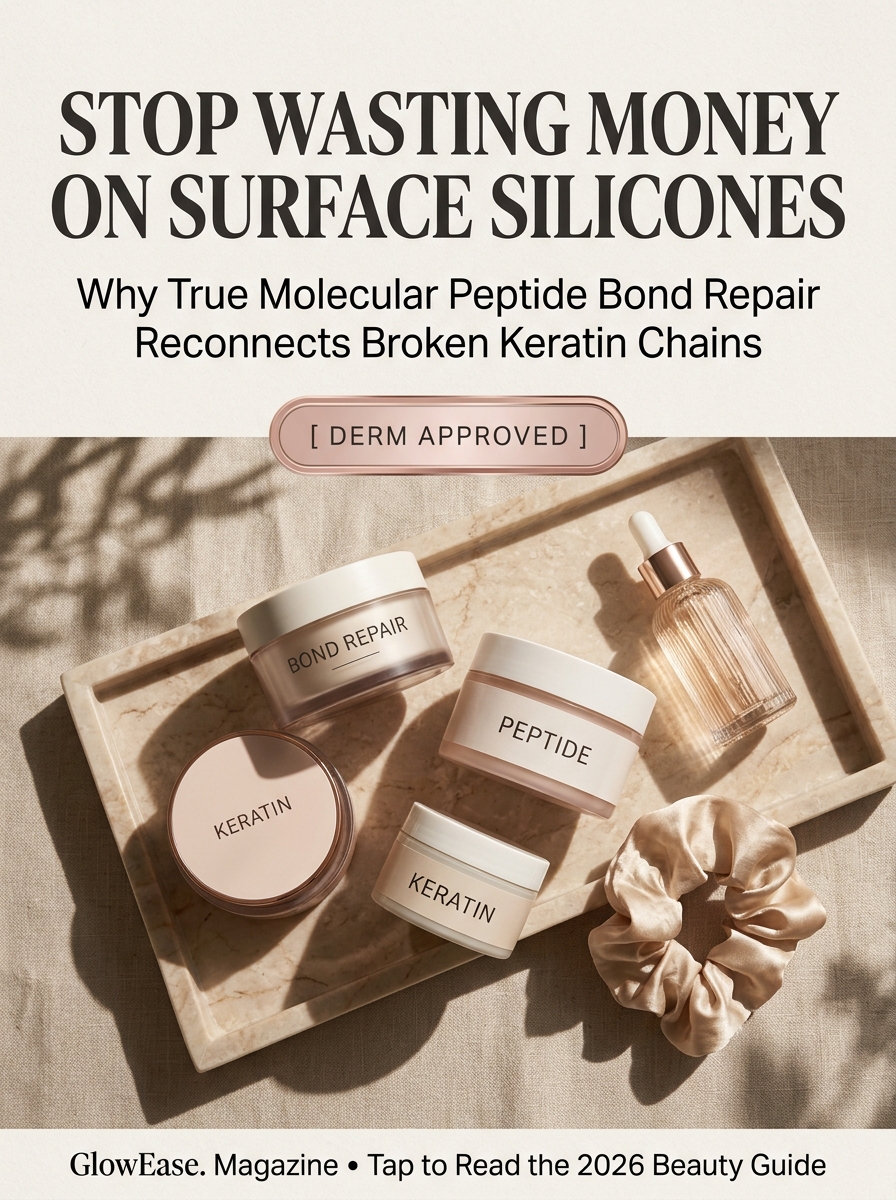 STOP WASTING MONEY
ON SURFACE SILICONES
Why True Molecular Peptide Bond Repair
Reconnects Broken Keratin Chains
[ DERM APPROVED ]
BOND REPAIR
PEPTIDE
KERATIN
KERATIN
GlowEase. Magazine • Tap to Read the 2026 Beauty Guide